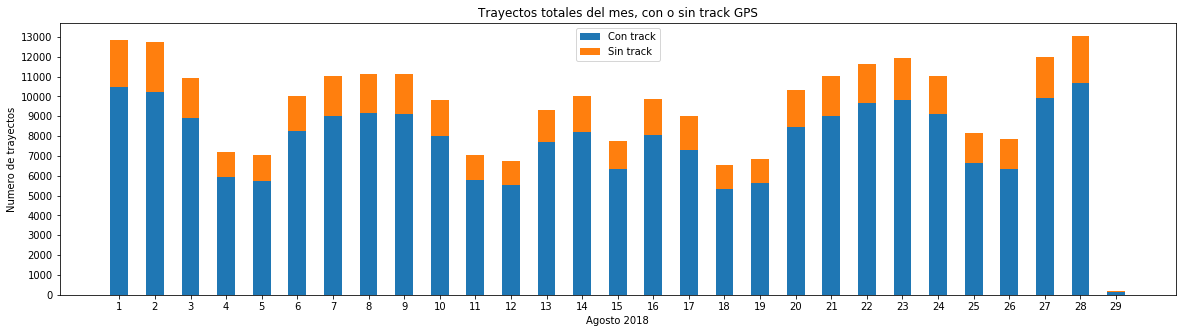 Trayectos totales del mes, con o sin track GPS
Con track
Sin track
Numero de trayectos
13000
12000
11000
10000
9000
8000
7000
6000
5000
4000
3000
2000
1000
0
1 2 3 4 5 6 7 8 9 10 11 12 13 14 15 16 17 18 19 20 21 22 23 24 25 26 27 28 29
Agosto 2018